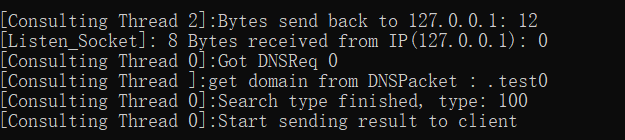 [Consulting Thread 2]:Bytes send back to 127.0.0.1: 12
[Listen_Socket]: 8 Bytes received from IP(127.0.0.1): 0
[Consulting Thread 0]:Got DNSReq 0
[Consulting Thread ]:get domain from DNSPacket : .test0
[Consulting Thread 0]:Search type finished, type: 100
[Consulting Thread 0]:Start sending result to client